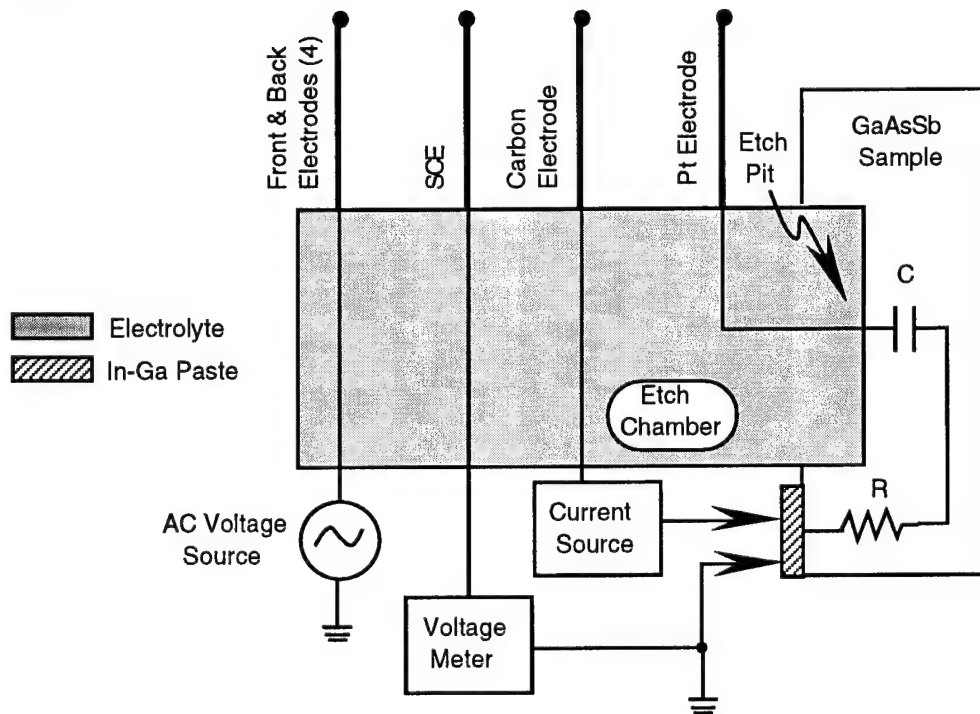 Front & Back
Electrodes (4)
SCE
Carbon
Electrode
Pt Electrode
Etch
Pit
GaAsSb
Sample
C
Electrolyte
In-Ga Paste
Etch
Chamber
R
AC Voltage
Source
Current
Source
Voltage
Meter